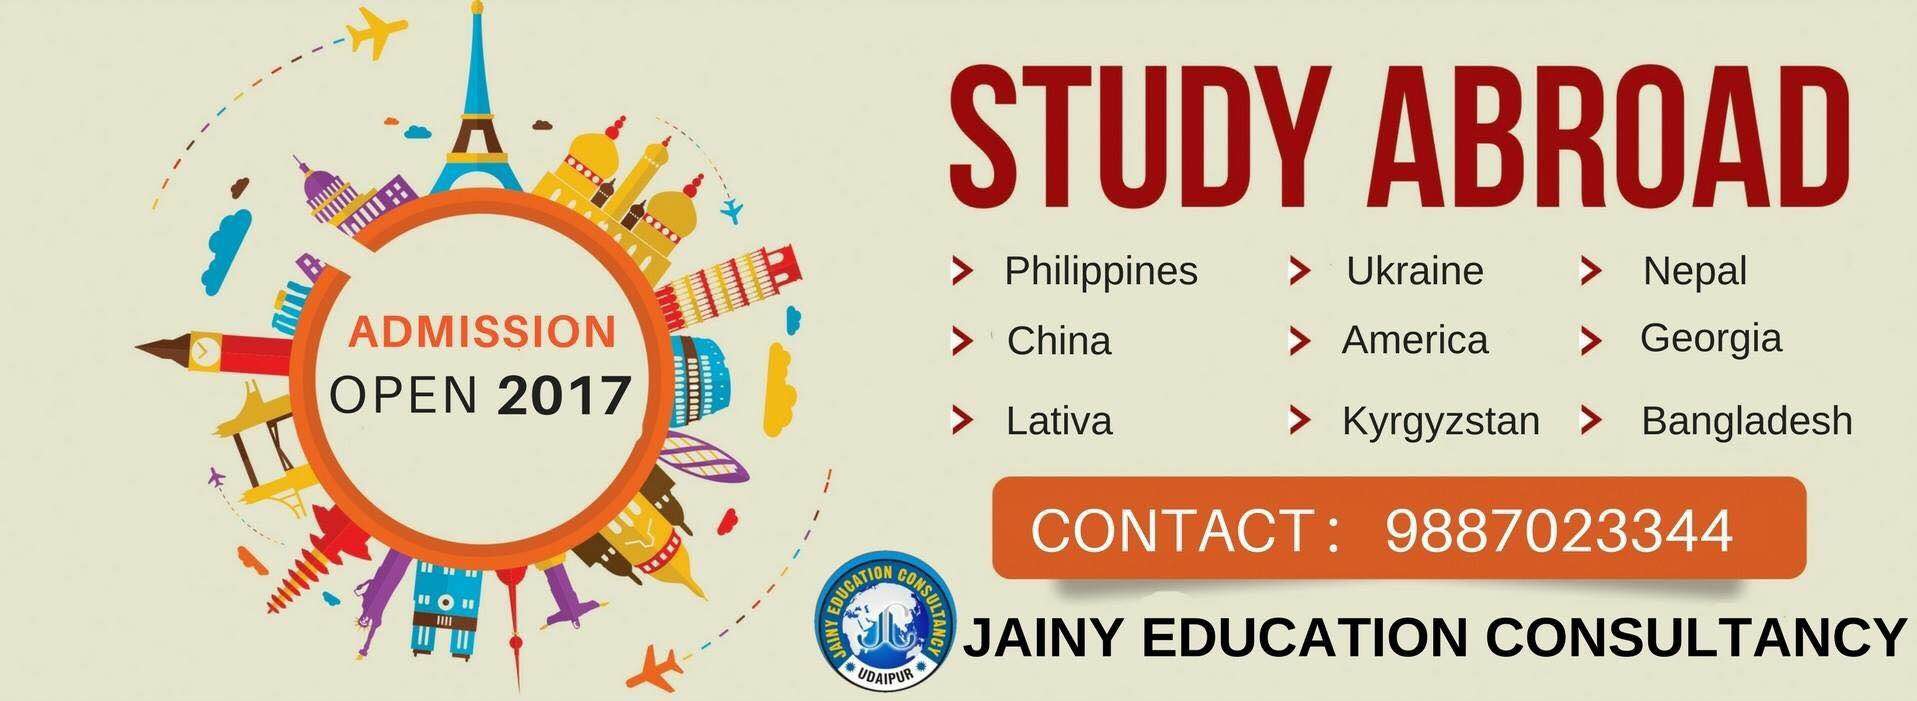 STUDY ABROAD
Philippines
Ukraine
Nepal
China
America
Georgia
Lativa
Kyrgyzstan
Bangladesh
ADMISSION
OPEN 2017
CONTACT: 9887023344
JAINY EDUCATION CONSULTANCY
JC
UDAIPUR
JAINY EDUCATION CONSULTANCY